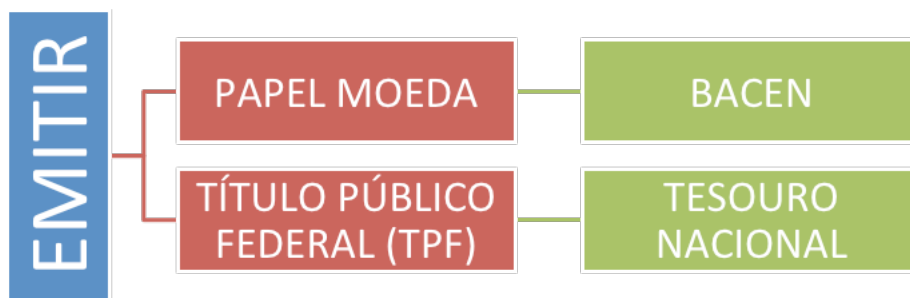 EMITIR
PAPEL MOEDA
BACEN
TÍTULO PÚBLICO
FEDERAL (TPF)
TESOURO
NACIONAL